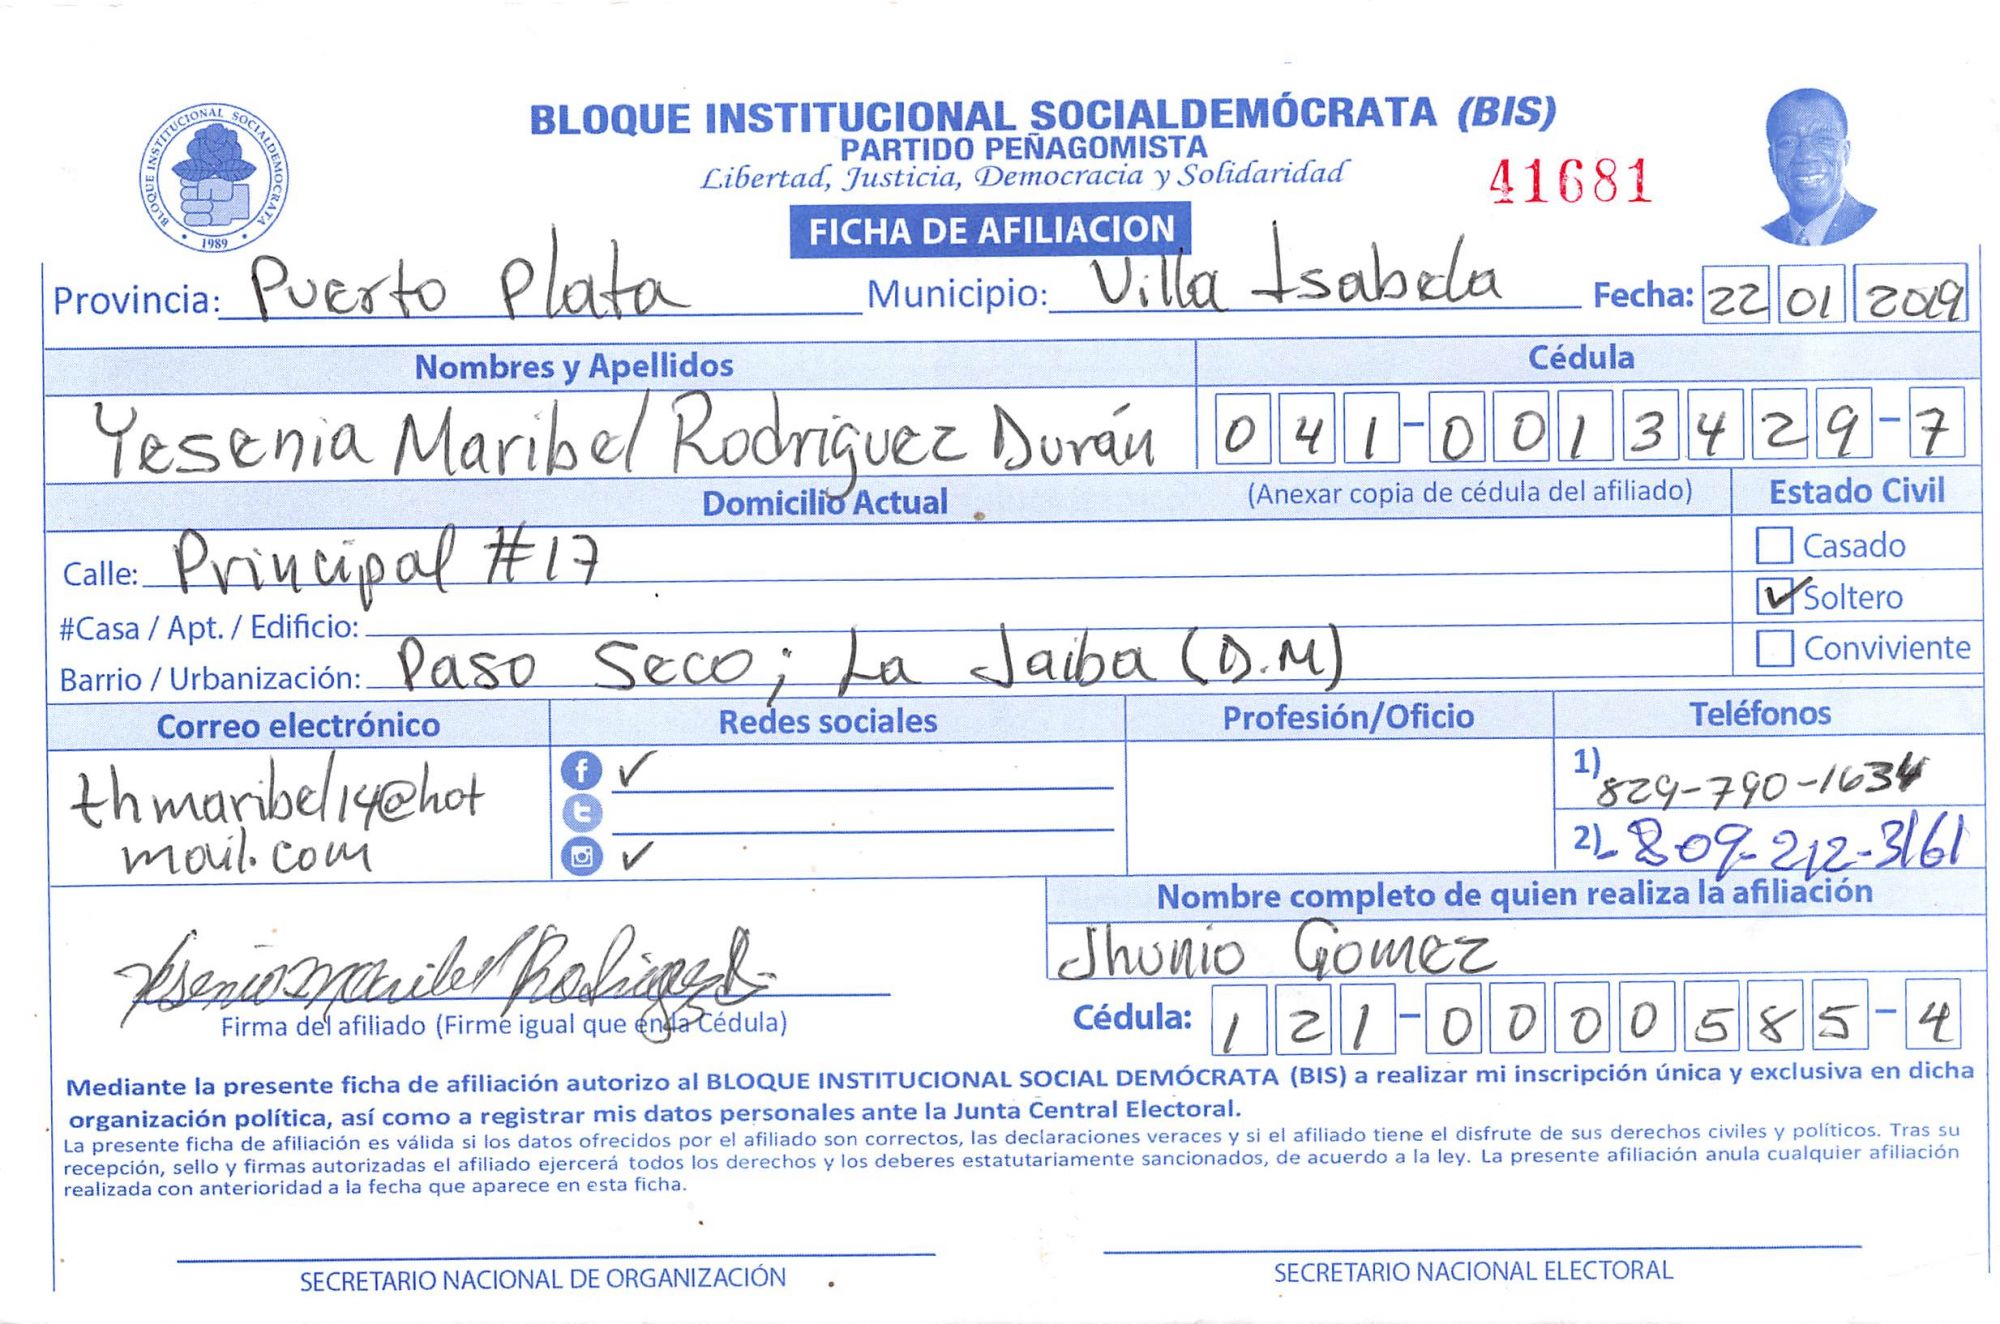 BLOQUE INSTITUCIONAL SOCIALDEMÓCRATA (BIS)
BLOQUE INSTITUCIONAL SOCIALDEMOCRATA
1989
PARTIDO PEÑAGOMISTA
Libertad, Justicia, Democracia y Solidaridad
41681
FICHA DE AFILIACION
Provincia: Puerto Plata Municipio: Villa Isabela Fecha: 22 01 2019
Nombres y Apellidos Cédula
Yesenia Maribel Rodriguez Durán 041-0013429-7
Domicilio Actual (Anexar copia de cédula del afiliado) Estado Civil
Calle: Principal #17 Casado
#Casa / Apt. / Edificio: Soltero
Barrio / Urbanización: Paso Seco; La Jaiba (D.M) Conviviente
Correo electrónico Redes sociales Profesión/Oficio Teléfonos
thmaribel14@hot ✓ 1) 829-790-1634
mail.com ✓ 2) 809-212-3161
Nombre completo de quien realiza la afiliación
Jhunio Gomez
Yesenia Maribel Rodriguez D.
Firma del afiliado (Firme igual que en la Cédula) Cédula: 121-0000585-4
Mediante la presente ficha de afiliación autorizo al BLOQUE INSTITUCIONAL SOCIAL DEMÓCRATA (BIS) a realizar mi inscripción única y exclusiva en dicha
organización política, así como a registrar mis datos personales ante la Junta Central Electoral.
La presente ficha de afiliación es válida si los datos ofrecidos por el afiliado son correctos, las declaraciones veraces y si el afiliado tiene el disfrute de sus derechos civiles y políticos. Tras su
recepción, sello y firmas autorizadas el afiliado ejercerá todos los derechos y los deberes estatutariamente sancionados, de acuerdo a la ley. La presente afiliación anula cualquier afiliación
realizada con anterioridad a la fecha que aparece en esta ficha.
SECRETARIO NACIONAL DE ORGANIZACIÓN SECRETARIO NACIONAL ELECTORAL